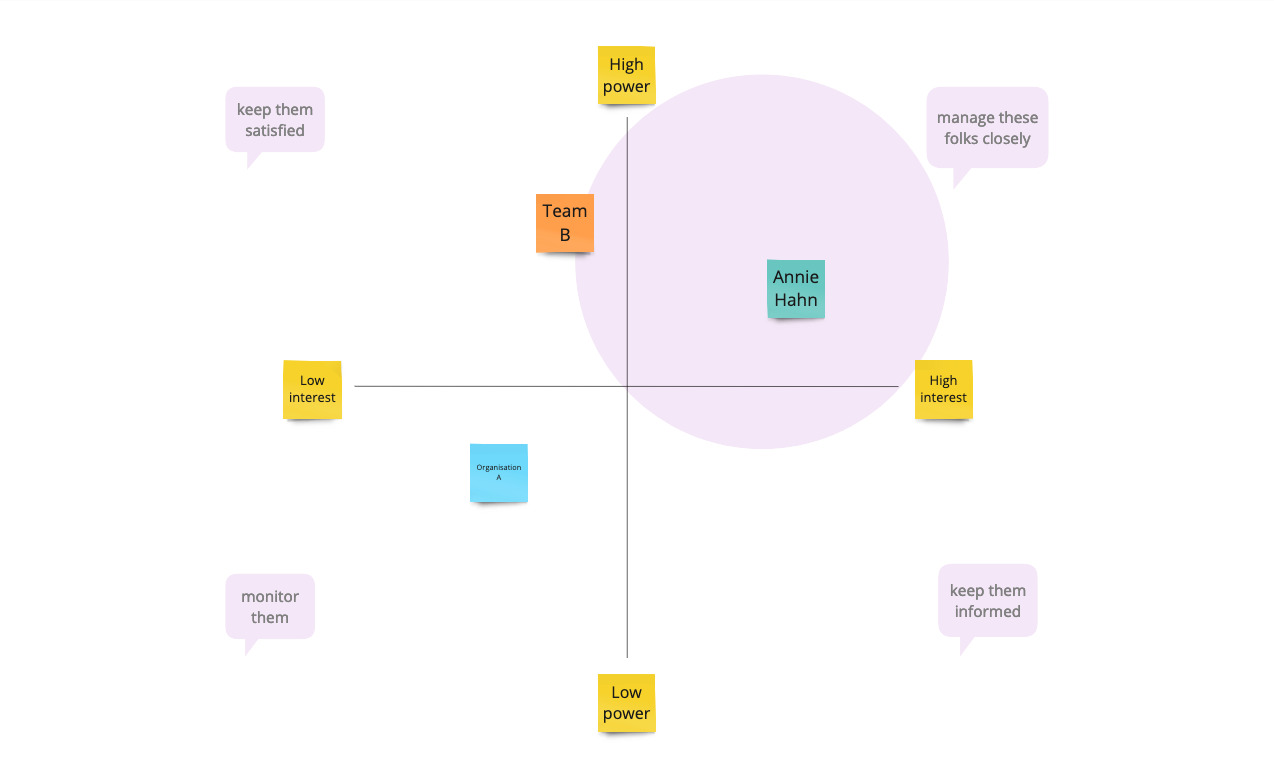 High
power
keep them
satisfied
manage these
folks closely
Team
B
Annie
Hahn
Low
interest
High
interest
Organisation
A
monitor
them
keep them
informed
Low
power